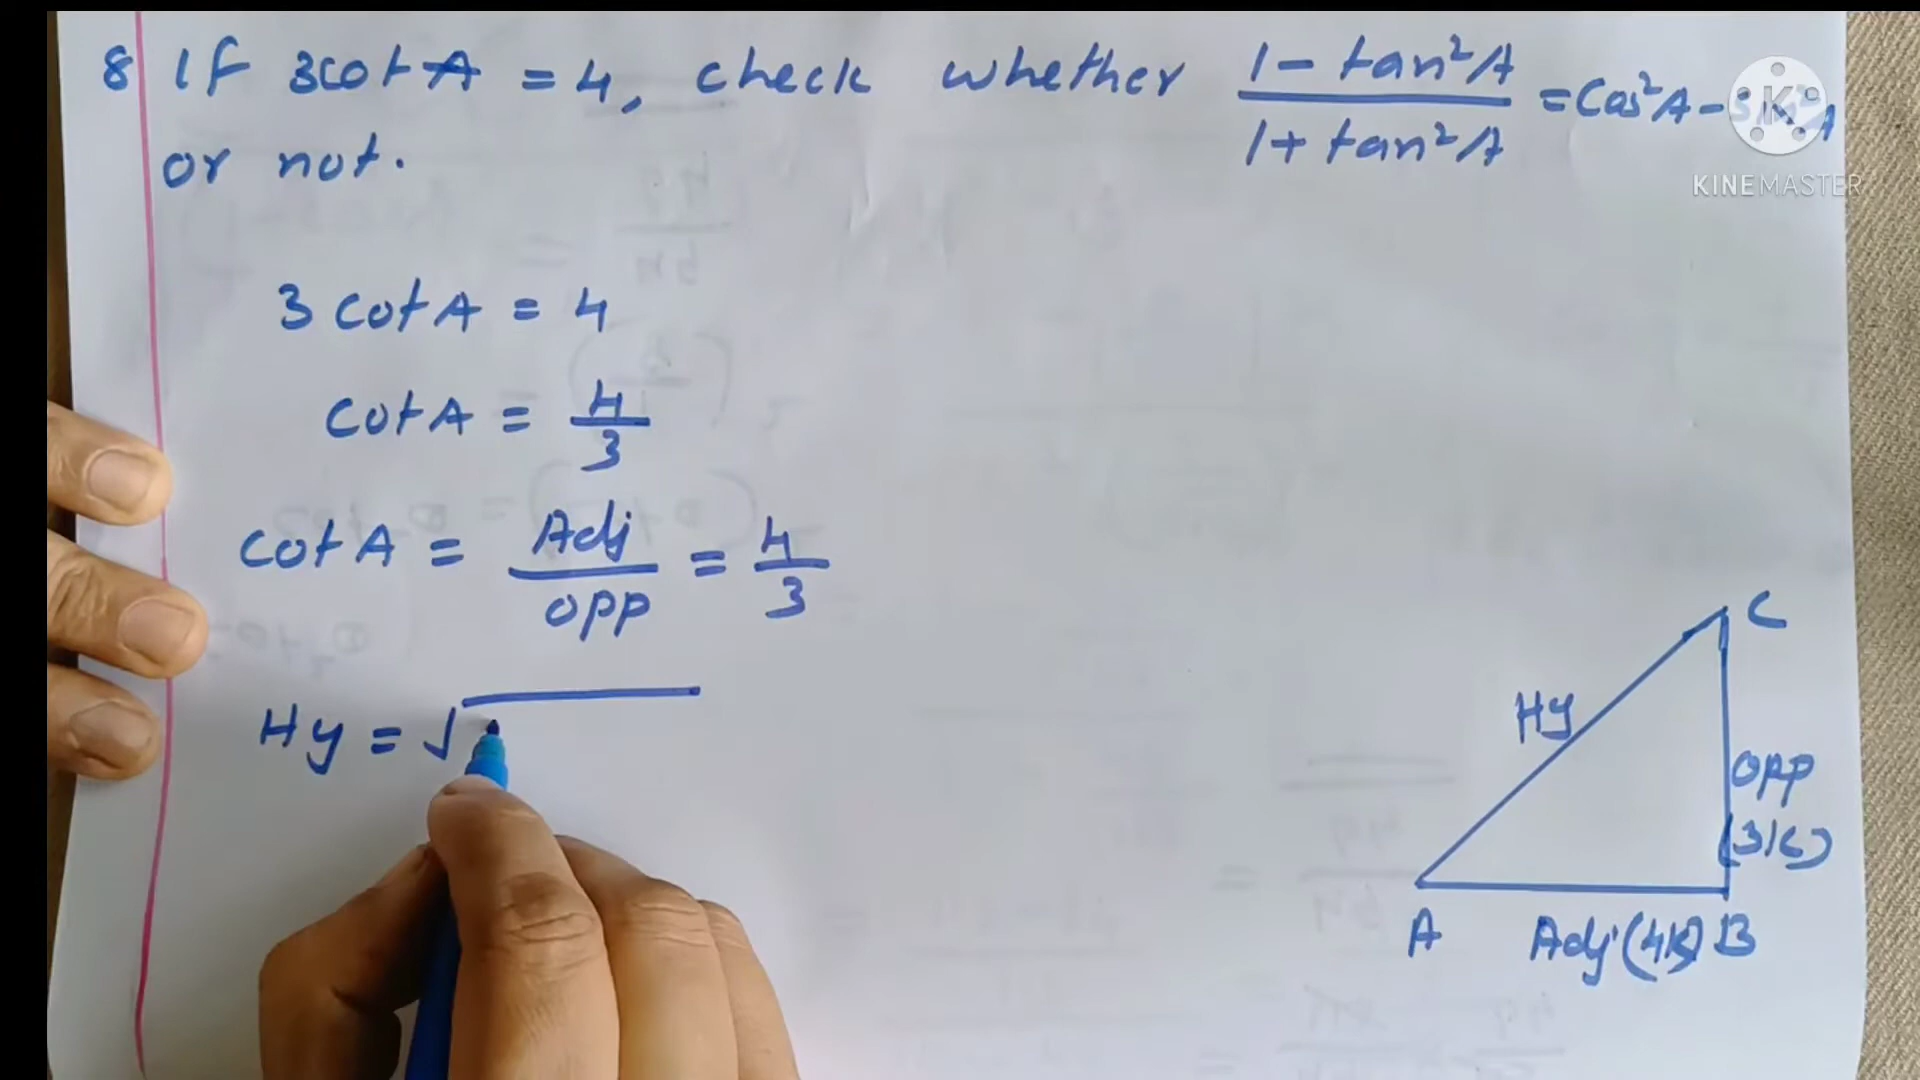 8 If 3cot A = 4, check whether (1 - tan²A)/(1 + tan²A) = Cos²A - Sin²A
or not.
KINEMASTER
3 cot A = 4
cot A = 4/3
cot A = Adj/opp = 4/3
Hy = √
C
Hy
opp
(3k)
A Adj (4k) B